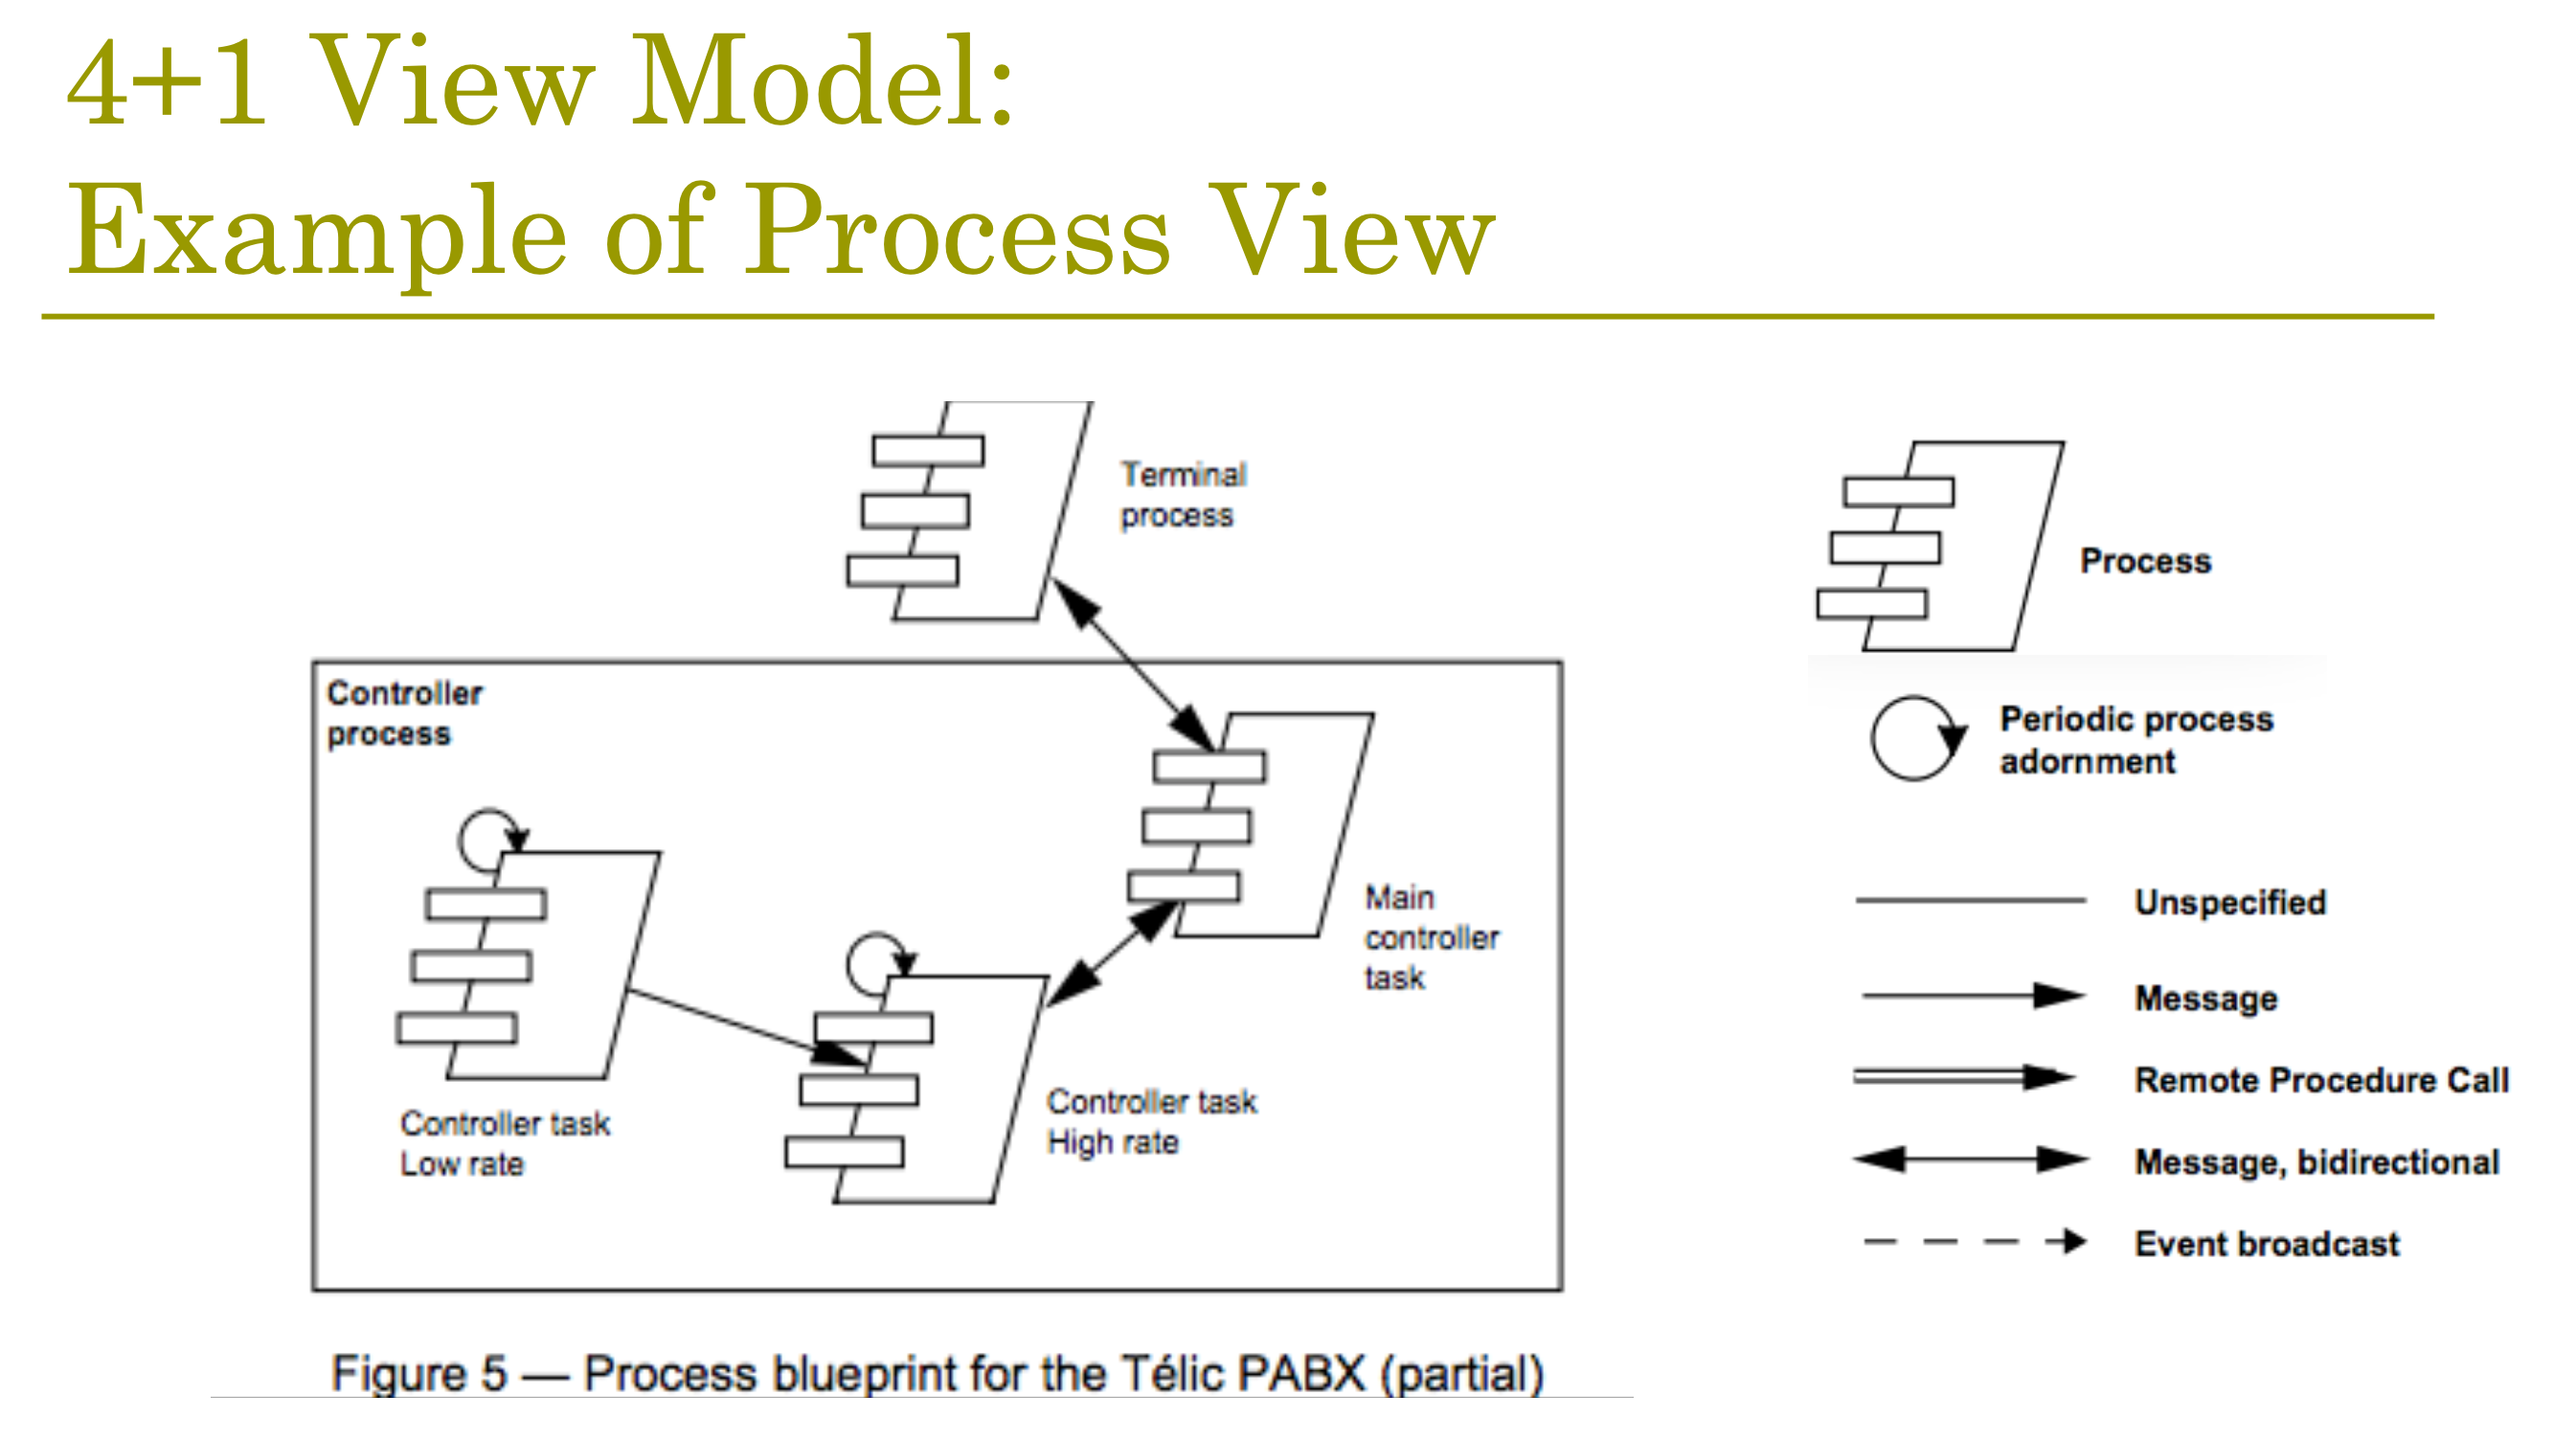 4+1 View Model:
Example of Process View
Terminal
process
Controller
process
Main
controller
task
Controller task
Low rate
Controller task
High rate
Figure 5 — Process blueprint for the Télic PABX (partial)
Process
Periodic process
adornment
Unspecified
Message
Remote Procedure Call
Message, bidirectional
Event broadcast